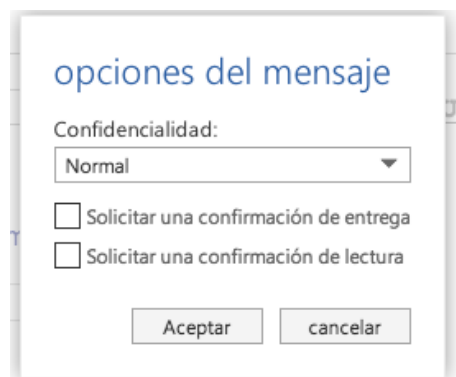 opciones del mensaje
Confidencialidad:
Normal
Solicitar una confirmación de entrega
Solicitar una confirmación de lectura
Aceptar cancelar